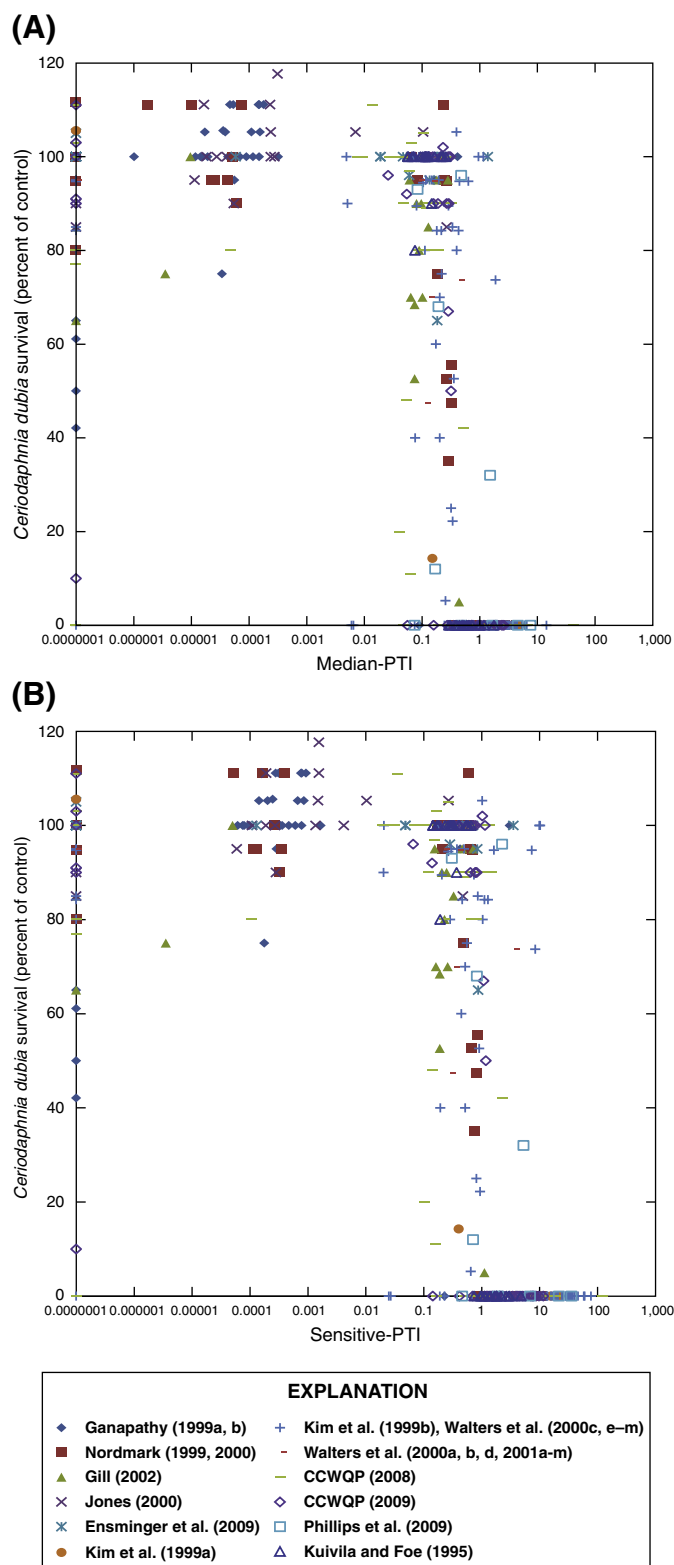 (A)
120
100
80
60
40
20
0
Ceriodaphnia dubia survival (percent of control)
0.0000001 0.000001 0.00001 0.0001 0.001 0.01 0.1 1 10 100 1,000
Median-PTI
(B)
120
100
80
60
40
20
0
Ceriodaphnia dubia survival (percent of control)
0.0000001 0.000001 0.00001 0.0001 0.001 0.01 0.1 1 10 100 1,000
Sensitive-PTI
EXPLANATION
Ganapathy (1999a, b)
Nordmark (1999, 2000)
Gill (2002)
Jones (2000)
Ensminger et al. (2009)
Kim et al. (1999a)
Kim et al. (1999b), Walters et al. (2000c, e–m)
Walters et al. (2000a, b, d, 2001a-m)
CCWQP (2008)
CCWQP (2009)
Phillips et al. (2009)
Kuivila and Foe (1995)